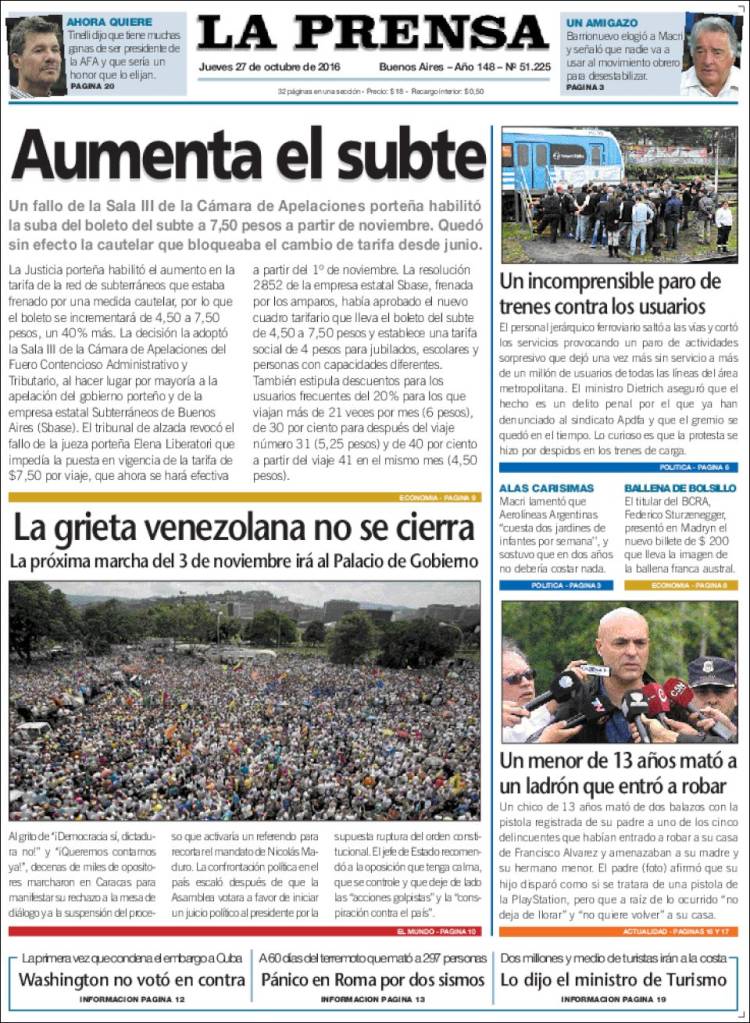 AHORA QUIERE
Tinelli dijo que tiene muchas
ganas de ser presidente de
la AFA y que sería un
honor que lo elijan.
PAGINA 20
LA PRENSA
Jueves 27 de octubre de 2016
Buenos Aires – Año 148 – Nº 51.225
32 páginas en una sección • Precio: $ 18 • Recargo interior: $ 0,50
UN AMIGAZO
Barrionuevo elogió a Macri
y señaló que nadie va a
usar al movimiento obrero
para desestabilizar.
PAGINA 3
Aumenta el subte
Un fallo de la Sala III de la Cámara de Apelaciones porteña habilitó
la suba del boleto del subte a 7,50 pesos a partir de noviembre. Quedó
sin efecto la cautelar que bloqueaba el cambio de tarifa desde junio.
La Justicia porteña habilitó el aumento en la
tarifa de la red de subterráneos que estaba
frenado por una medida cautelar, por lo que
el boleto se incrementará de 4,50 a 7,50
pesos, un 40% más. La decisión la adoptó
la Sala III de la Cámara de Apelaciones del
Fuero Contencioso Administrativo y
Tributario, al hacer lugar por mayoría a la
apelación del gobierno porteño y de la
empresa estatal Subterráneos de Buenos
Aires (Sbase). El tribunal de alzada revocó el
fallo de la jueza porteña Elena Liberatori que
impedía la puesta en vigencia de la tarifa de
$7,50 por viaje, que ahora se hará efectiva
a partir del 1º de noviembre. La resolución
2852 de la empresa estatal Sbase, frenada
por los amparos, había aprobado el nuevo
cuadro tarifario que lleva el boleto del subte
de 4,50 a 7,50 pesos y establece una tarifa
social de 4 pesos para jubilados, escolares y
personas con capacidades diferentes.
También estipula descuentos para los
usuarios frecuentes del 20% para los que
viajan más de 21 veces por mes (6 pesos),
de 30 por ciento para después del viaje
número 31 (5,25 pesos) y de 40 por ciento
a partir del viaje 41 en el mismo mes (4,50
pesos).
ECONOMIA - PAGINA 9
Un incomprensible paro de
trenes contra los usuarios
El personal jerárquico ferroviario saltó a las vías y cortó
los servicios provocando un paro de actividades
sorpresivo que dejó una vez más sin servicio a más
de un millón de usuarios de todas las líneas del área
metropolitana. El ministro Dietrich aseguró que el
hecho es un delito penal por el que ya han
denunciado al sindicato Apdfa y que el gremio se
quedó en el tiempo. Lo curioso es que la protesta se
hizo por despidos en los trenes de carga.
POLITICA - PAGINA 6
ALAS CARISIMAS
Macri lamentó que
Aerolíneas Argentinas
"cuesta dos jardines de
infantes por semana", y
sostuvo que en dos años
no debería costar nada.
POLITICA - PAGINA 3
BALLENA DE BOLSILLO
El titular del BCRA,
Federico Sturzenegger,
presentó en Madryn el
nuevo billete de $ 200
que lleva la imagen de
la ballena franca austral.
ECONOMIA - PAGINA 8
La grieta venezolana no se cierra
La próxima marcha del 3 de noviembre irá al Palacio de Gobierno
Al grito de "¡Democracia sí, dictadu-
ra no!" y "¡Queremos contarnos
ya!", decenas de miles de oposito-
res marcharon en Caracas para
manifestar su rechazo a la mesa de
diálogo y a la suspensión del proce-
so que activaría un referendo para
recortar el mandato de Nicolás Ma-
duro. La confrontación política en el
país escaló después de que la
Asamblea votara a favor de iniciar
un juicio político al presidente por la
supuesta ruptura del orden consti-
tucional. El jefe de Estado recomen-
dó a la oposición que tenga calma,
que se controle y que deje de lado
las "acciones golpistas" y la "cons-
piración contra el país".
EL MUNDO - PAGINA 10
Un menor de 13 años mató a
un ladrón que entró a robar
Un chico de 13 años mató de dos balazos con la
pistola registrada de su padre a uno de los cinco
delincuentes que habían entrado a robar a su casa
de Francisco Alvarez y amenazaban a su madre y
su hermano menor. El padre (foto) afirmó que su
hijo disparó como si se tratara de una pistola de
la PlayStation, pero que a raíz de lo ocurrido "no
deja de llorar" y "no quiere volver" a su casa.
ACTUALIDAD - PAGINAS 16 Y 17
La primera vez que condena el embargo a Cuba
Washington no votó en contra
INFORMACION PAGINA 12
A 60 días del terremoto que mató a 297 personas
Pánico en Roma por dos sismos
INFORMACION PAGINA 13
Dos millones y medio de turistas irán a la costa
Lo dijo el ministro de Turismo
INFORMACION PAGINA 19